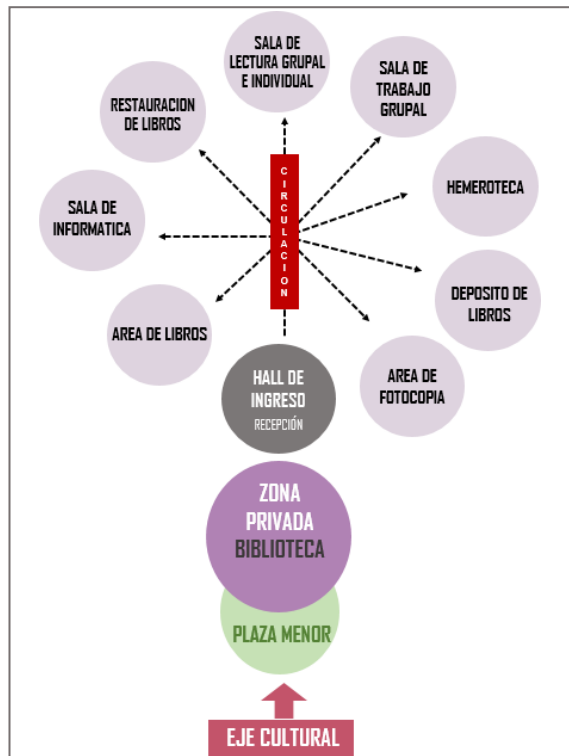 SALA DE
LECTURA GRUPAL
E INDIVIDUAL
SALA DE
TRABAJO
GRUPAL
RESTAURACION
DE LIBROS
HEMEROTECA
SALA DE
INFORMATICA
CIRCULACION
DEPOSITO DE
LIBROS
AREA DE LIBROS
AREA DE
FOTOCOPIA
HALL DE
INGRESO
RECEPCIÓN
ZONA
PRIVADA
BIBLIOTECA
PLAZA MENOR
EJE CULTURAL